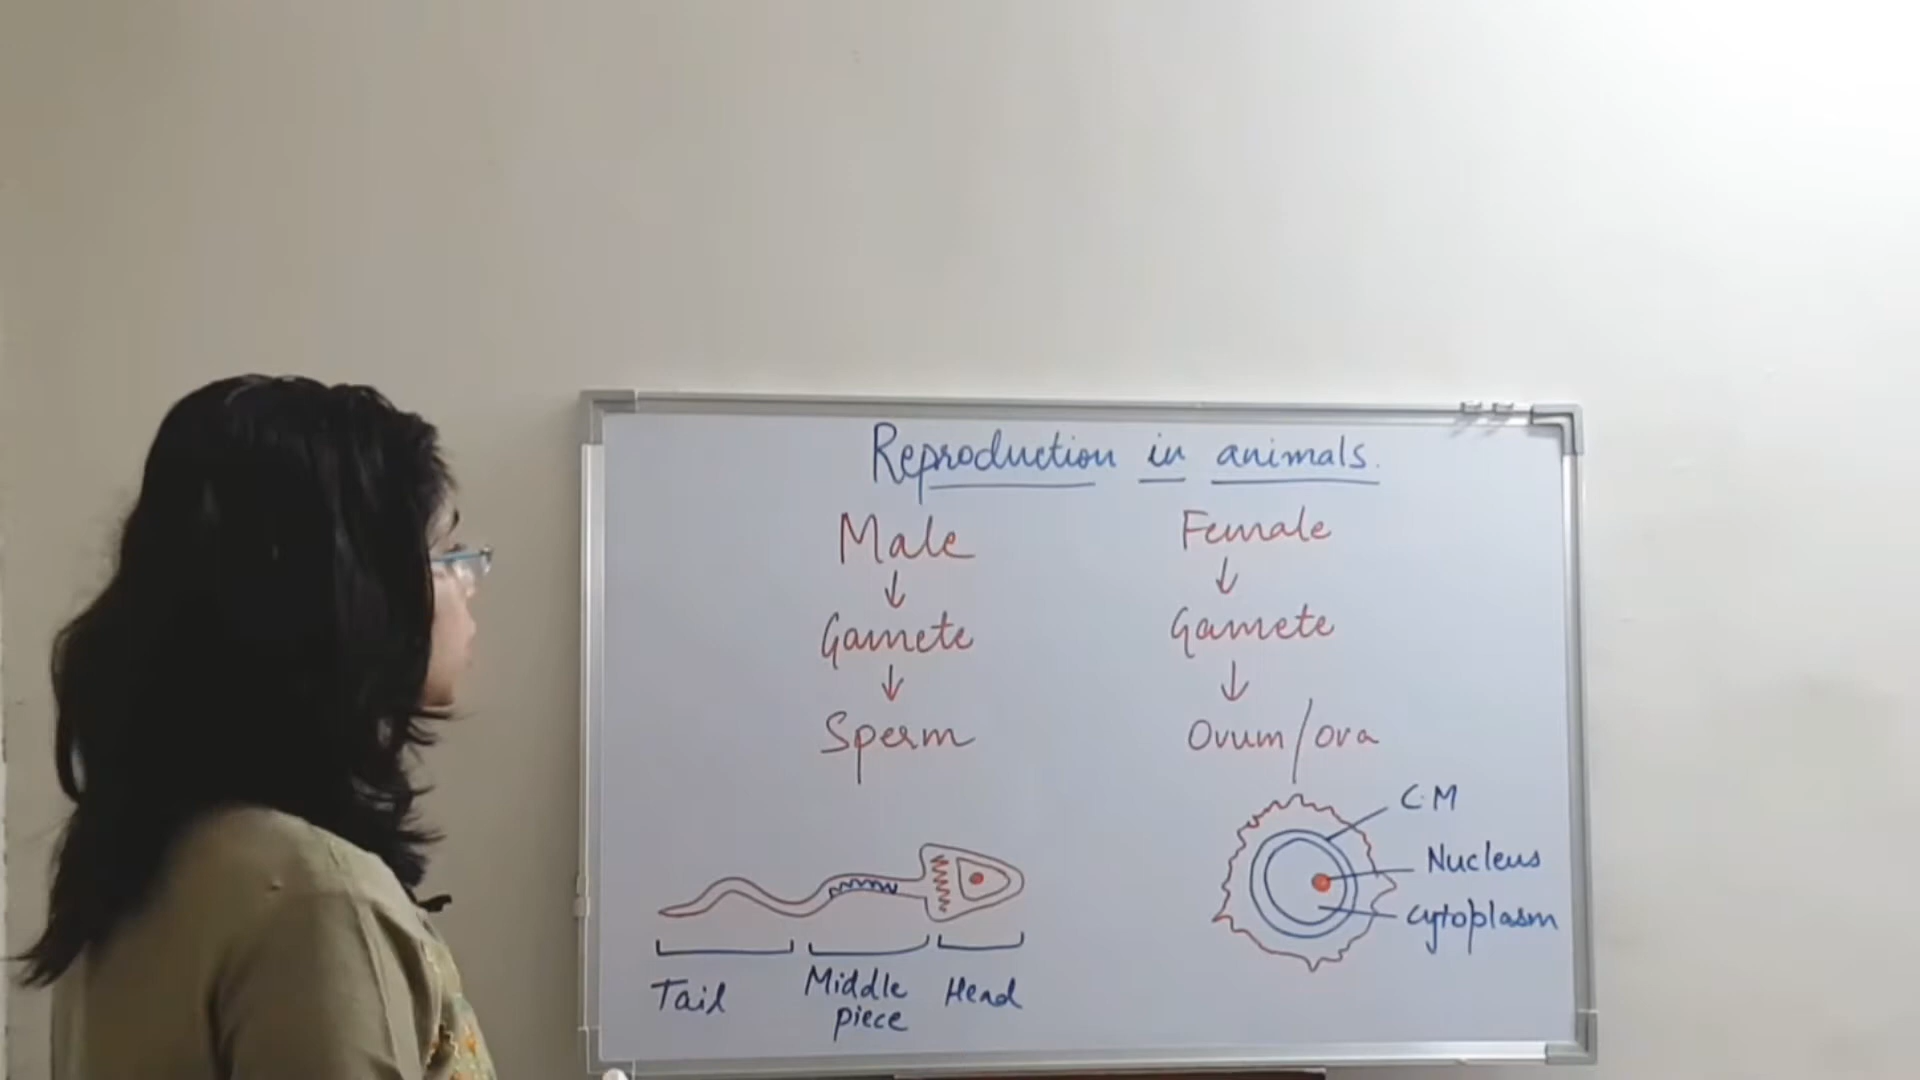 Reproduction in animals.
Male
Female
↓
↓
Gamete
Gamete
↓
↓
Sperm
Ovum/ova
C.M
Nucleus
Cytoplasm
Tail
Middle piece
Head